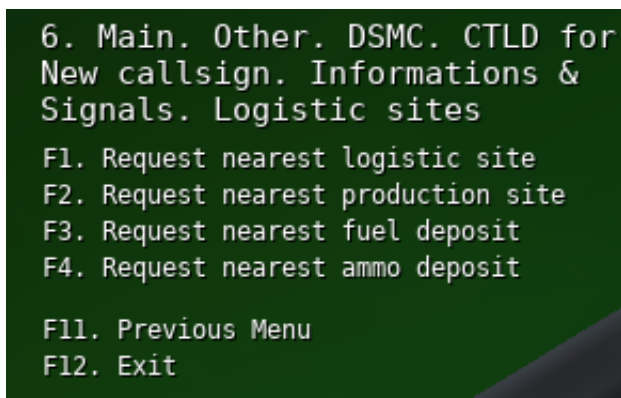 6. Main. Other. DSMC. CTLD for
New callsign. Informations &
Signals. Logistic sites
F1. Request nearest logistic site
F2. Request nearest production site
F3. Request nearest fuel deposit
F4. Request nearest ammo deposit
F11. Previous Menu
F12. Exit